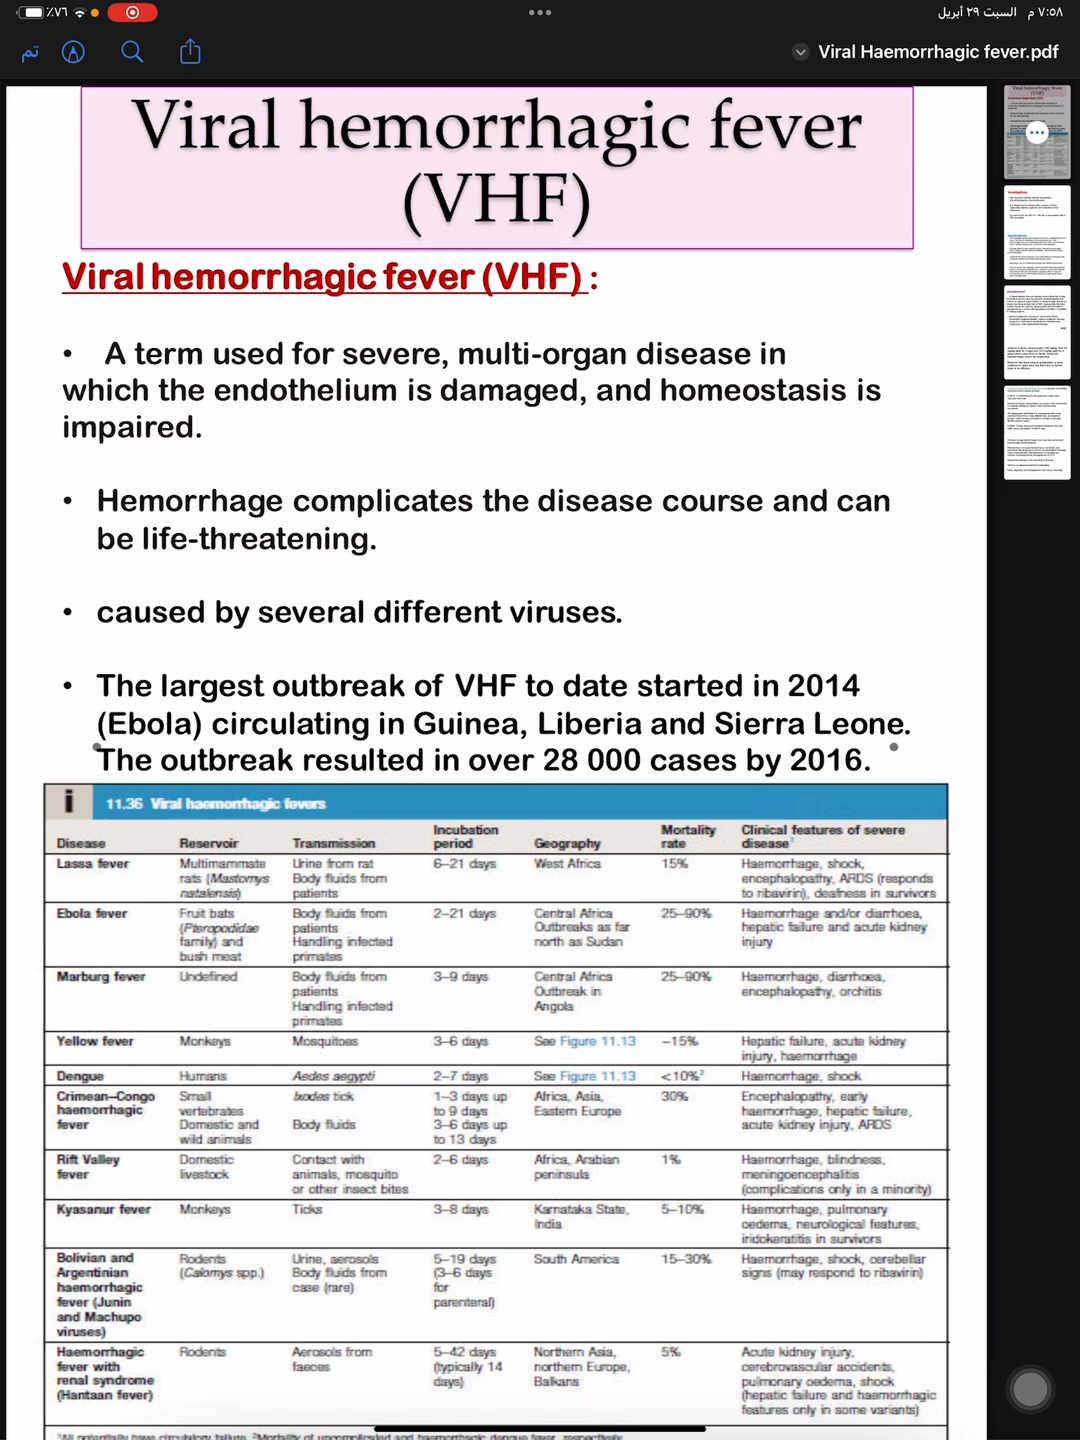 ٪٧٦
٧:٥٨ م السبت ٢٩ أبريل
تم
Viral Haemorrhagic fever.pdf
Viral hemorrhagic fever
(VHF)
Viral hemorrhagic fever (VHF) :
• A term used for severe, multi-organ disease in
which the endothelium is damaged, and homeostasis is
impaired.
• Hemorrhage complicates the disease course and can
be life-threatening.
• caused by several different viruses.
• The largest outbreak of VHF to date started in 2014
(Ebola) circulating in Guinea, Liberia and Sierra Leone.
The outbreak resulted in over 28 000 cases by 2016.
i 11.36 Viral haemorrhagic fevers
Disease Reservoir Transmission Incubation period Geography Mortality rate Clinical features of severe disease¹
Lassa fever Multimammate rats (Mastomys natalensis) Urine from rat Body fluids from patients 6–21 days West Africa 15% Haemorrhage, shock, encephalopathy, ARDS (responds to ribavirin), deafness in survivors
Ebola fever Fruit bats (Pteropodidae family) and bush meat Body fluids from patients Handling infected primates 2–21 days Central Africa Outbreaks as far north as Sudan 25–90% Haemorrhage and/or diarrhoea, hepatic failure and acute kidney injury
Marburg fever Undefined Body fluids from patients Handling infected primates 3–9 days Central Africa Outbreak in Angola 25–90% Haemorrhage, diarrhoea, encephalopathy, orchitis
Yellow fever Monkeys Mosquitoes 3–6 days See Figure 11.13 ~15% Hepatic failure, acute kidney injury, haemorrhage
Dengue Humans Aedes aegypti 2–7 days See Figure 11.13 <10%² Haemorrhage, shock
Crimean–Congo haemorrhagic fever Small vertebrates Domestic and wild animals Ixodes tick Body fluids 1–3 days up to 9 days 3–6 days up to 13 days Africa, Asia, Eastern Europe 30% Encephalopathy, early haemorrhage, hepatic failure, acute kidney injury, ARDS
Rift Valley fever Domestic livestock Contact with animals, mosquito or other insect bites 2–6 days Africa, Arabian peninsula 1% Haemorrhage, blindness, meningoencephalitis (complications only in a minority)
Kyasanur fever Monkeys Ticks 3–8 days Karnataka State, India 5–10% Haemorrhage, pulmonary oedema, neurological features, iridokeratitis in survivors
Bolivian and Argentinian haemorrhagic fever (Junin and Machupo viruses) Rodents (Calomys spp.) Urine, aerosols Body fluids from case (rare) 5–19 days (3–6 days for parenteral) South America 15–30% Haemorrhage, shock, cerebellar signs (may respond to ribavirin)
Haemorrhagic fever with renal syndrome (Hantaan fever) Rodents Aerosols from faeces 5–42 days (typically 14 days) Northern Asia, northern Europe, Balkans 5% Acute kidney injury, cerebrovascular accidents, pulmonary oedema, shock (hepatic failure and haemorrhagic features only in some variants)